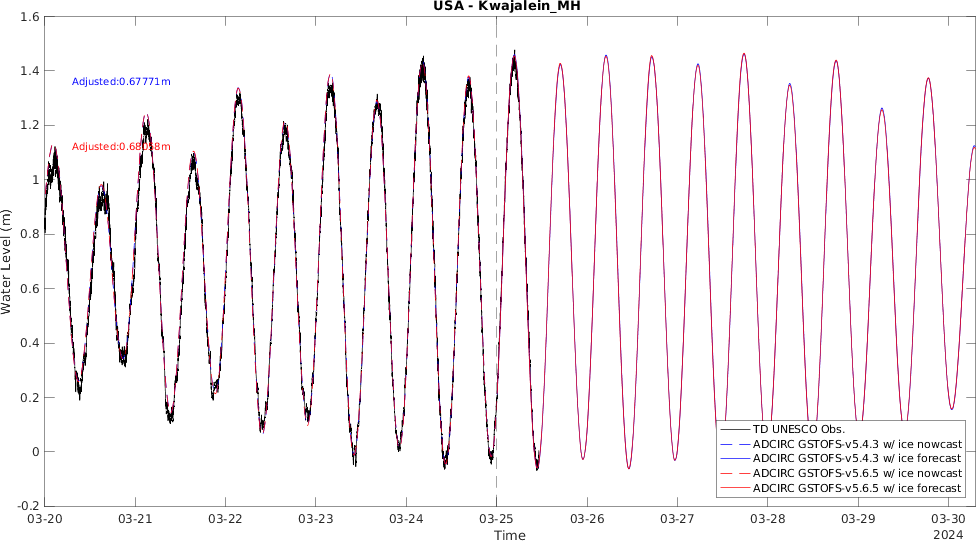 USA - Kwajalein_MH
1.6
1.4
1.2
1
0.8
0.6
0.4
0.2
0
-0.2
Water Level (m)
Adjusted:0.67771m
TD UNESCO Obs.
ADCIRC GSTOFS-v5.4.3 w/ ice nowcast
ADCIRC GSTOFS-v5.4.3 w/ ice forecast
ADCIRC GSTOFS-v5.6.5 w/ ice nowcast
ADCIRC GSTOFS-v5.6.5 w/ ice forecast
03-20 03-21 03-22 03-23 03-24 03-25 03-26 03-27 03-28 03-29 03-30
2024
Time